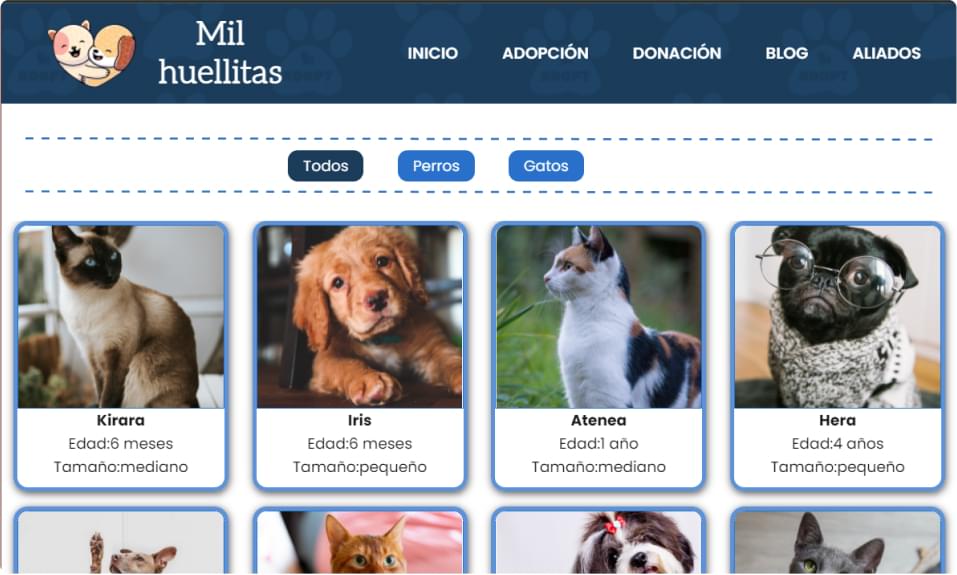 Mil
huellitas
INICIO ADOPCIÓN DONACIÓN BLOG ALIADOS
Todos Perros Gatos
Kirara
Edad:6 meses
Tamaño:mediano
Iris
Edad:6 meses
Tamaño:pequeño
Atenea
Edad:1 año
Tamaño:mediano
Hera
Edad:4 años
Tamaño:pequeño